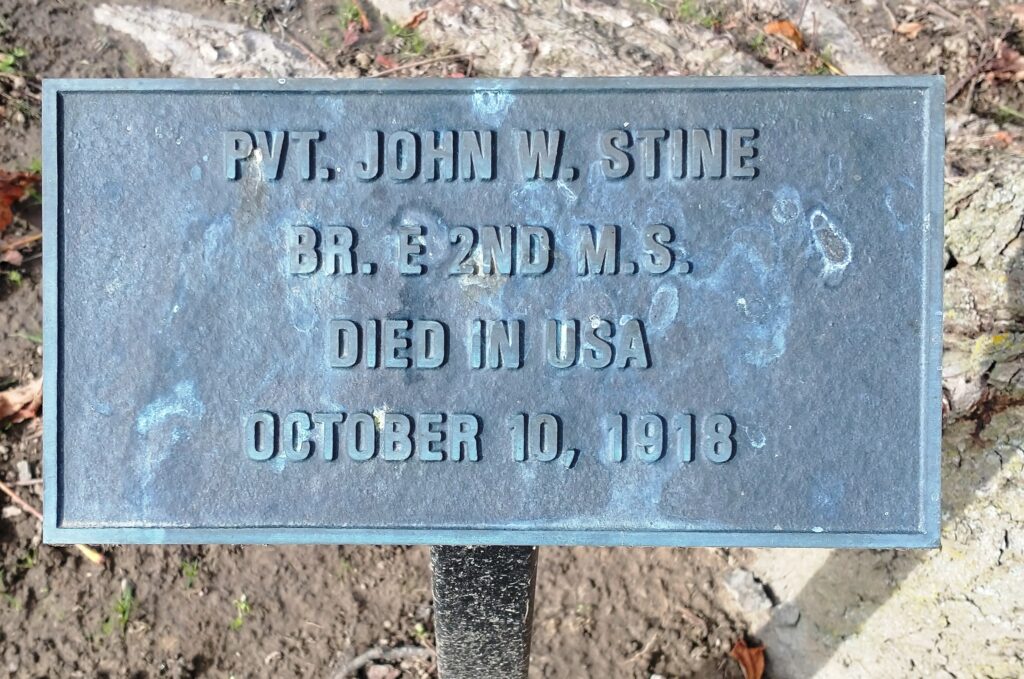 PVT. JOHN W. STINE
BR. E 2ND M.S.
DIED IN USA
OCTOBER 10, 1918